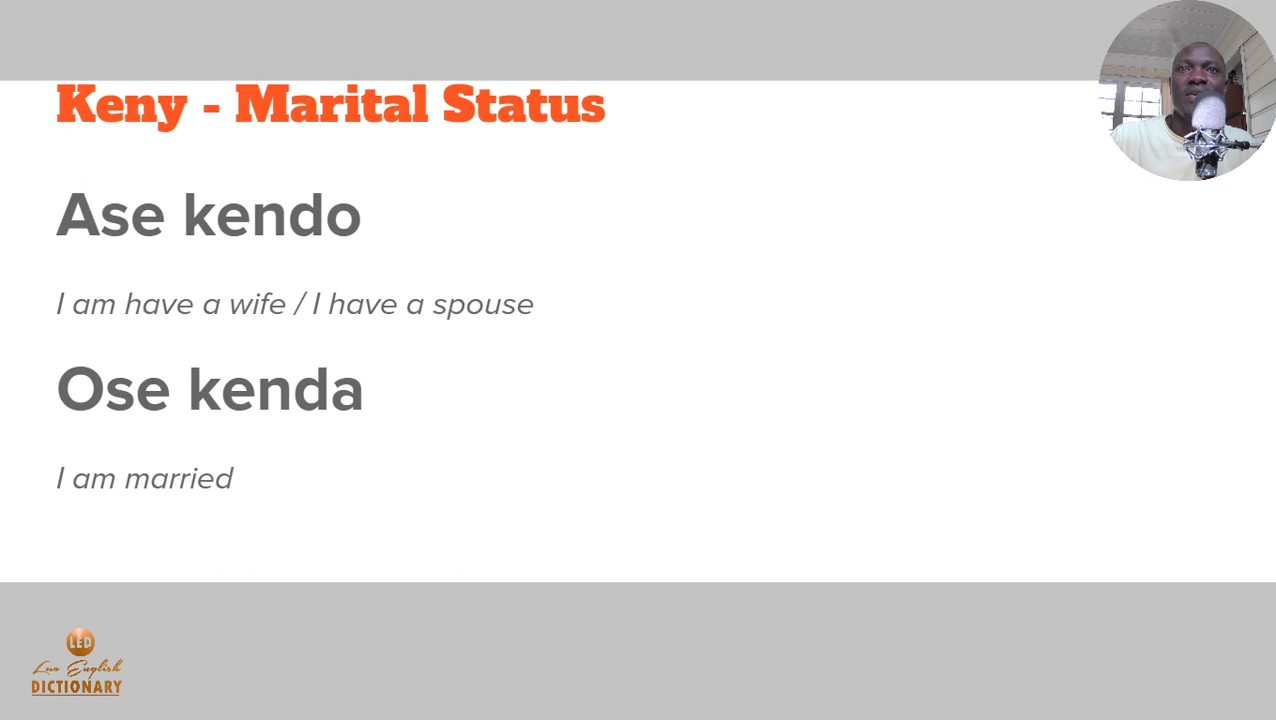 Keny - Marital Status
Ase kendo
I am have a wife / I have a spouse
Ose kenda
I am married
LED
Luo English
DICTIONARY